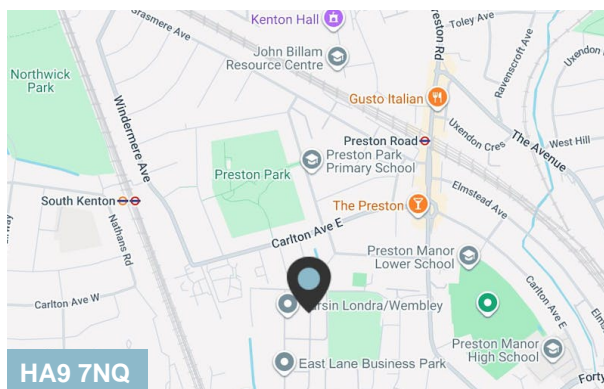 Grasmere Ave
Kenton Hall
Toley Ave
John Billam
Resource Centre
Preston Rd
Ravenscroft Ave
Uxendon
Northwick
Park
Windermere Ave
Gusto Italian
Uxendon Cres
The Avenue
West Hill
Preston Road
Preston Park
Primary School
Preston Park
Elmstead Ave
South Kenton
The Preston
Nathans Rd
Carlton Ave E
Preston Manor
Lower School
Carlton Ave W
Carlton Ave E
Londra/Wembley
Preston Manor
High School
East Lane Business Park
Forty
HA9 7NQ